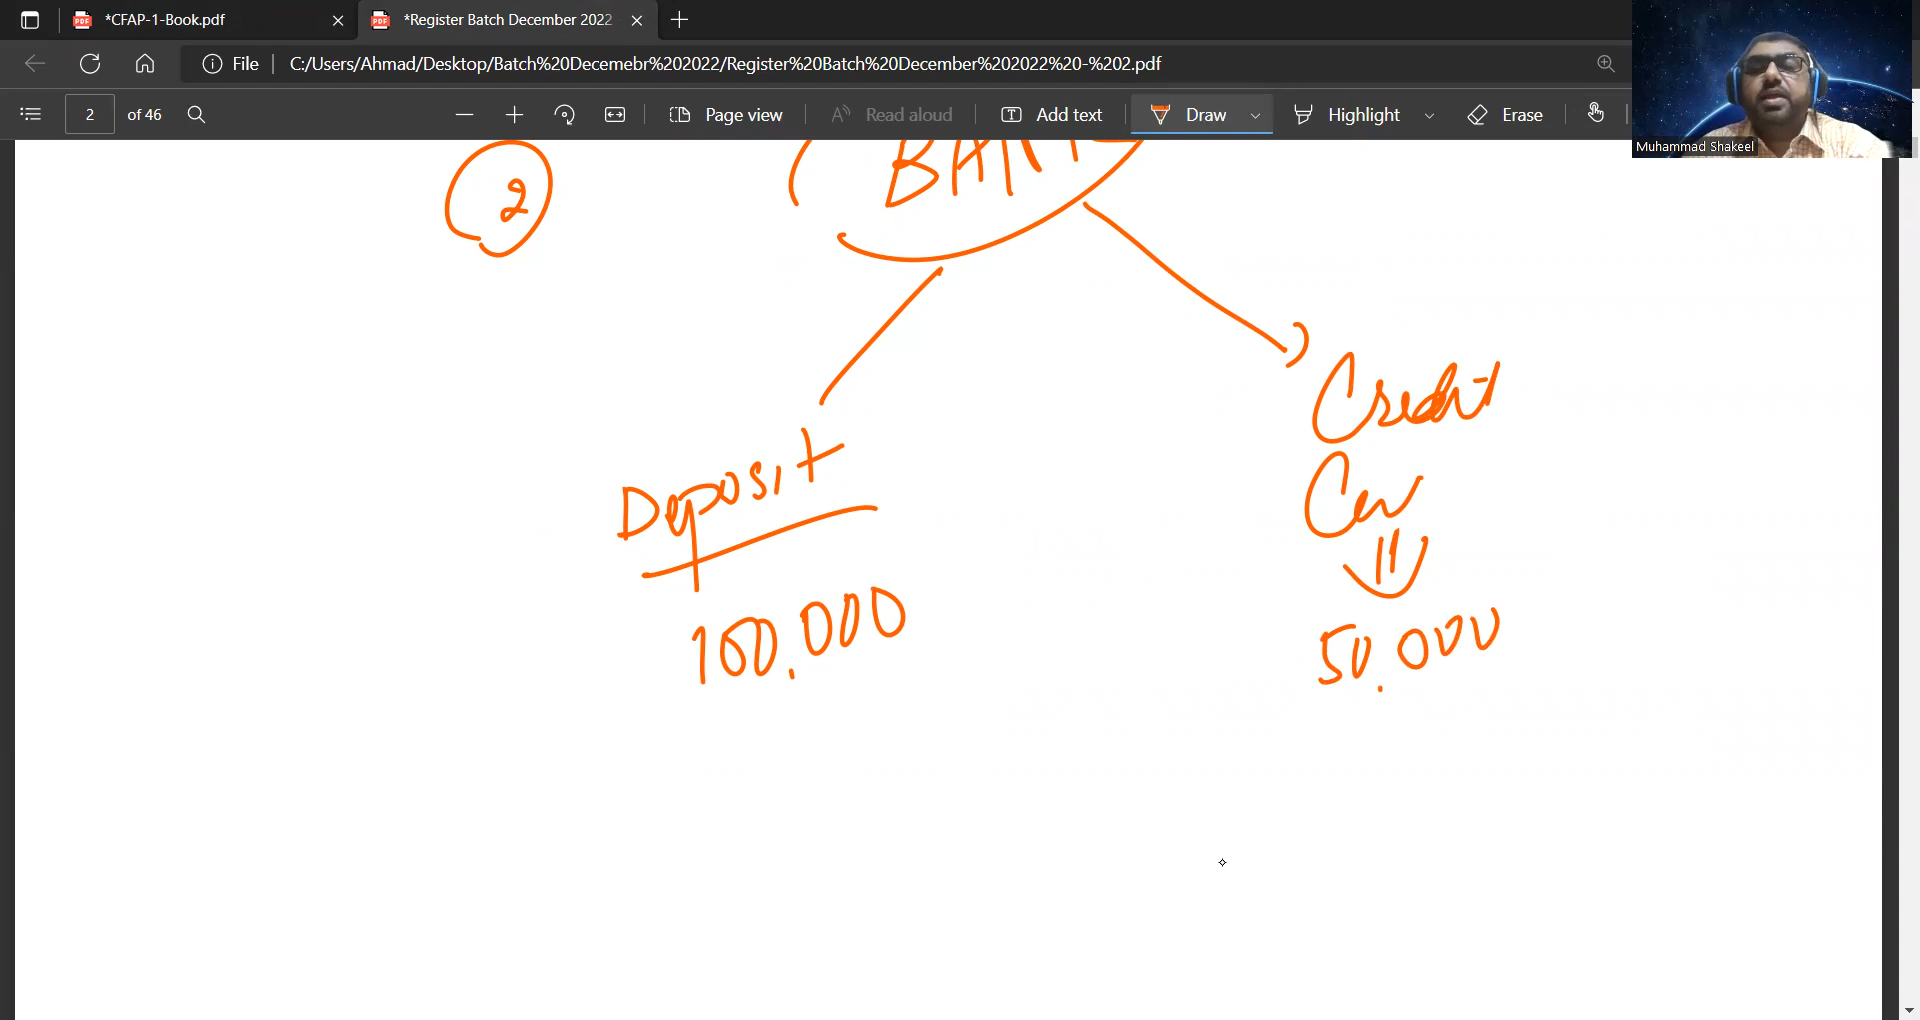 *CFAP-1-Book.pdf
*Register Batch December 2022
File
C:/Users/Ahmad/Desktop/Batch%20Decemebr%202022/Register%20Batch%20December%202022%20-%202.pdf
2 of 46
Page view
Read aloud
Add text
Draw
Highlight
Erase
Muhammad Shakeel
2
Credit
Deposit
100,000
50,000